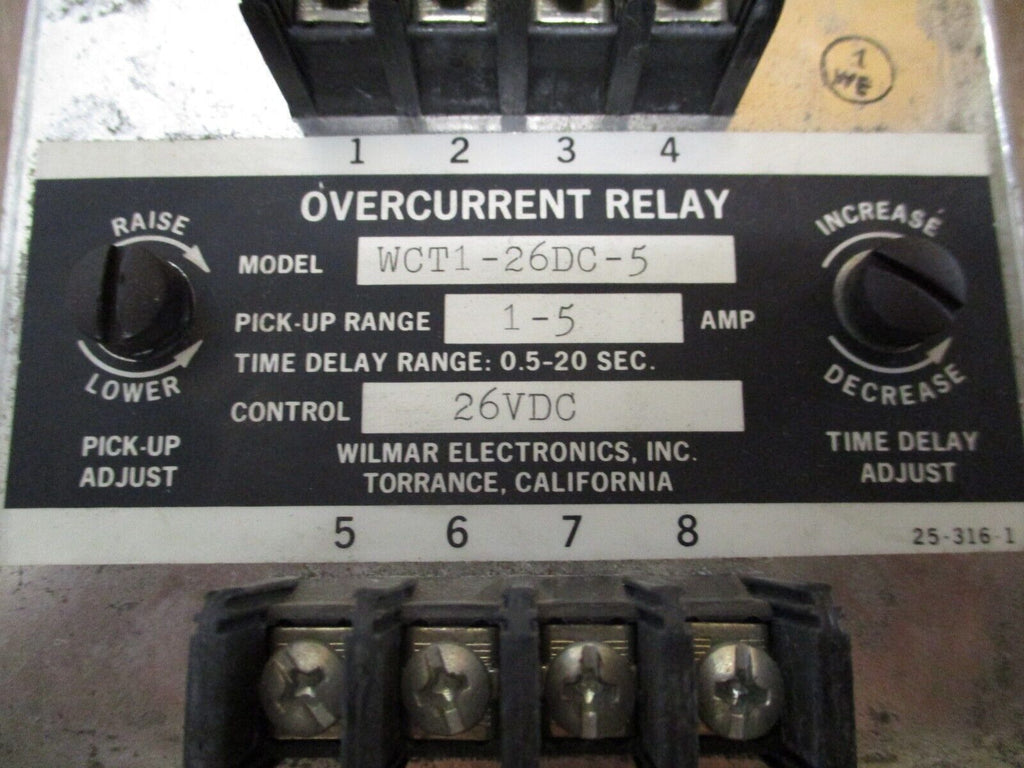 1
WE
1 2 3 4
OVERCURRENT RELAY
RAISE
INCREASE
MODEL WCT1-26DC-5
PICK-UP RANGE 1-5 AMP
TIME DELAY RANGE: 0.5-20 SEC.
LOWER
DECREASE
CONTROL 26VDC
PICK-UP
ADJUST
WILMAR ELECTRONICS, INC.
TORRANCE, CALIFORNIA
TIME DELAY
ADJUST
5 6 7 8
25-316-1